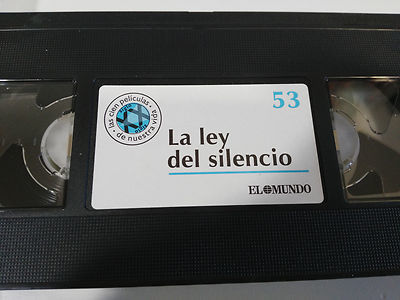 las cien películas
de nuestra vida
53
La ley
del silencio
EL MUNDO